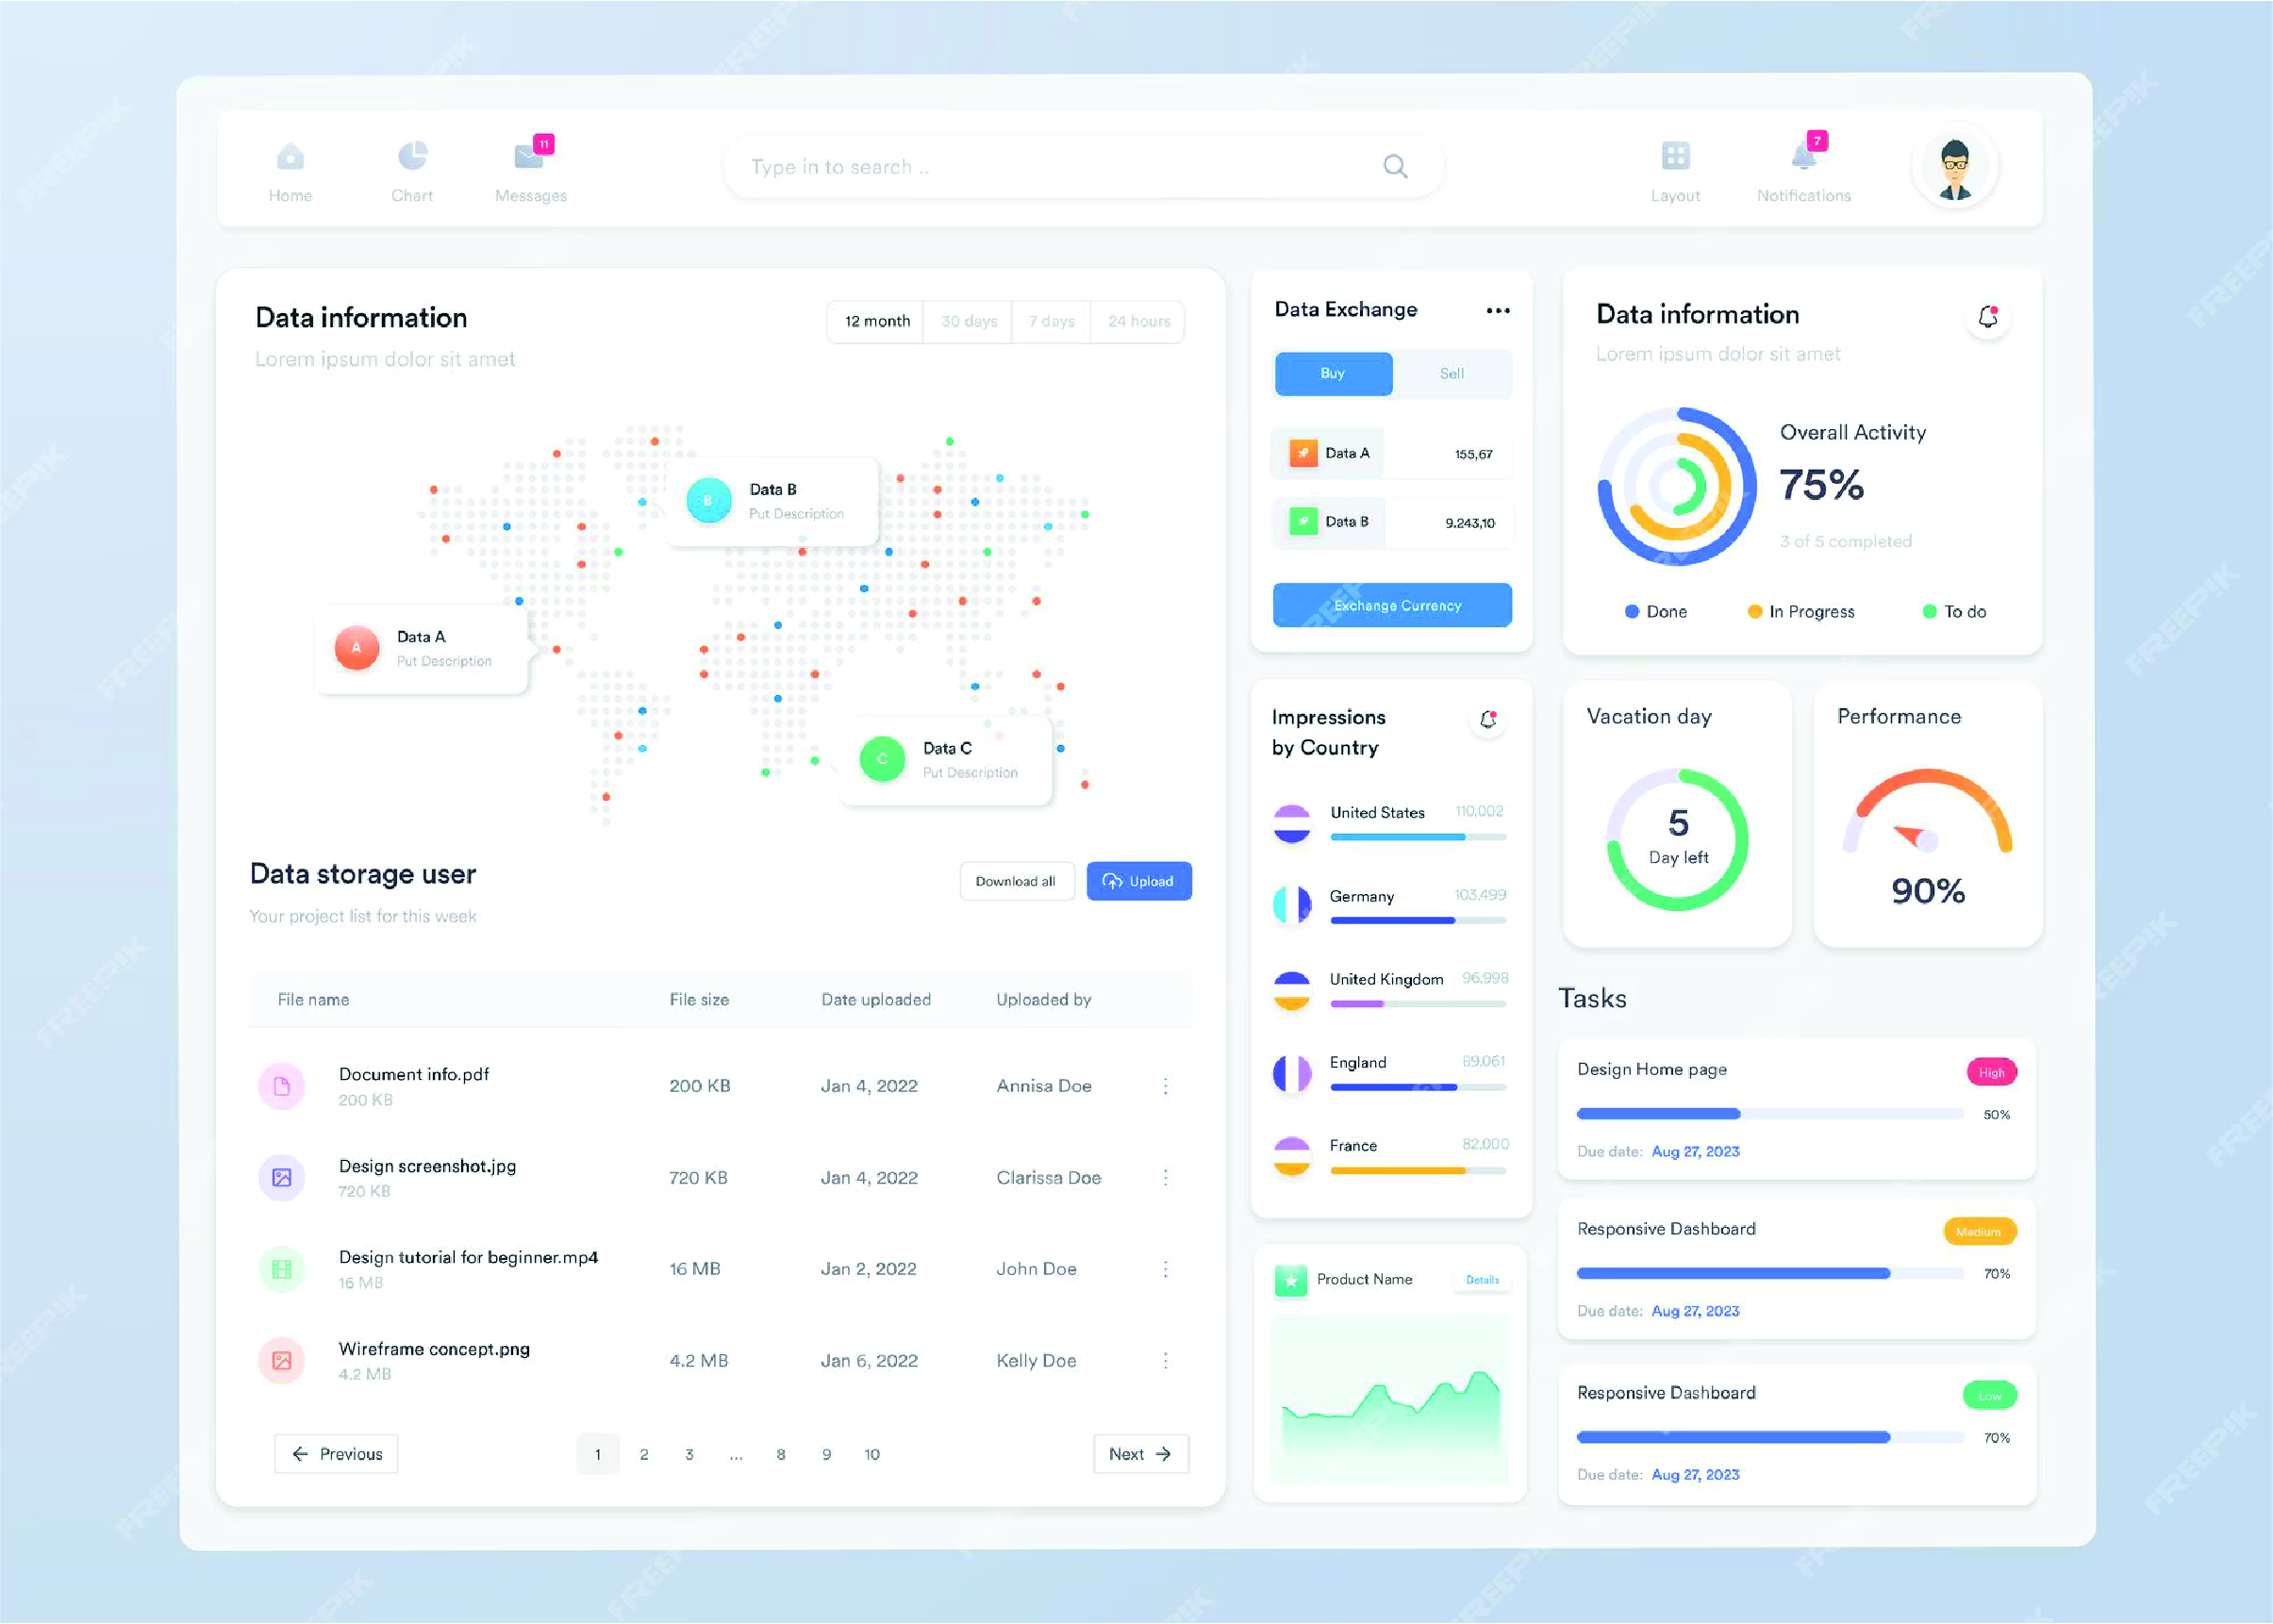 Home
Chart
11
Messages
Type in to search ..
Layout
7
Notifications
Data information
Lorem ipsum dolor sit amet
12 month
30 days
7 days
24 hours
Data B
B
Put Description
Data A
A
Put Description
Data C
C
Put Description
Data storage user
Your project list for this week
Download all
Upload
File name
File size
Date uploaded
Uploaded by
Document info.pdf
200 KB
200 KB
Jan 4, 2022
Annisa Doe
Design screenshot.jpg
720 KB
720 KB
Jan 4, 2022
Clarissa Doe
Design tutorial for beginner.mp4
16 MB
16 MB
Jan 2, 2022
John Doe
Wireframe concept.png
4.2 MB
4.2 MB
Jan 6, 2022
Kelly Doe
Previous
1
2
3
...
8
9
10
Next
Data Exchange
Buy
Sell
Data A
155,67
Data B
9.243,10
Exchange Currency
Impressions
by Country
United States
110,002
Germany
103,499
United Kingdom
96,998
England
89,061
France
82,000
Product Name
Details
Data information
Lorem ipsum dolor sit amet
Overall Activity
75%
3 of 5 completed
Done
In Progress
To do
Vacation day
5
Day left
Performance
90%
Tasks
Design Home page
High
50%
Due date: Aug 27, 2023
Responsive Dashboard
Medium
70%
Due date: Aug 27, 2023
Responsive Dashboard
Low
70%
Due date: Aug 27, 2023
FREEPIK